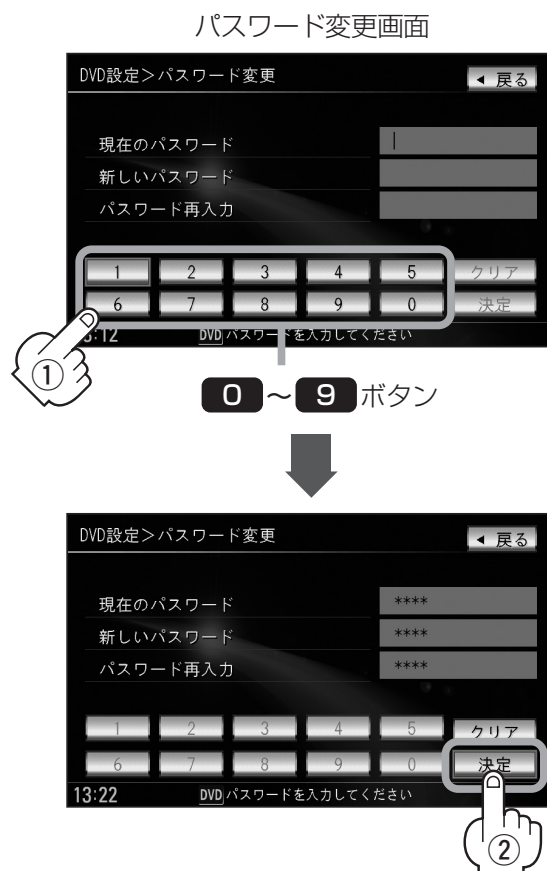 パスワード変更画面
DVD設定＞パスワード変更
◀ 戻る
現在のパスワード
新しいパスワード
パスワード再入力
1 2 3 4 5 クリア
6 7 8 9 0 決定
:12 DVD パスワードを入力してください
①
0 ～ 9 ボタン
DVD設定＞パスワード変更
◀ 戻る
現在のパスワード ****
新しいパスワード ****
パスワード再入力 ****
1 2 3 4 5 クリア
6 7 8 9 0 決定
13:22 DVD パスワードを入力してください
②